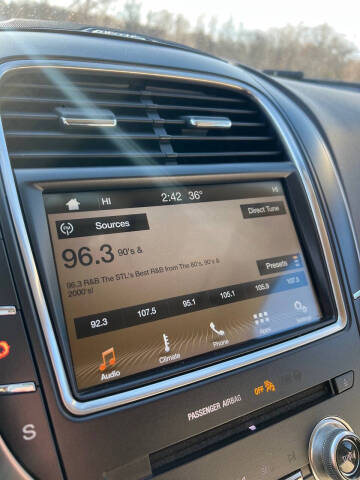 HI 2:42 36° HI
Sources
Direct Tune
96.3 90's &
96.3 R&B The STL's Best R&B from The 80's, 90's &
2000's!
Presets
92.3 107.5 95.1 105.1 105.9 107.5
Audio Climate Phone Apps Settings
PASSENGER AIRBAG OFF
S